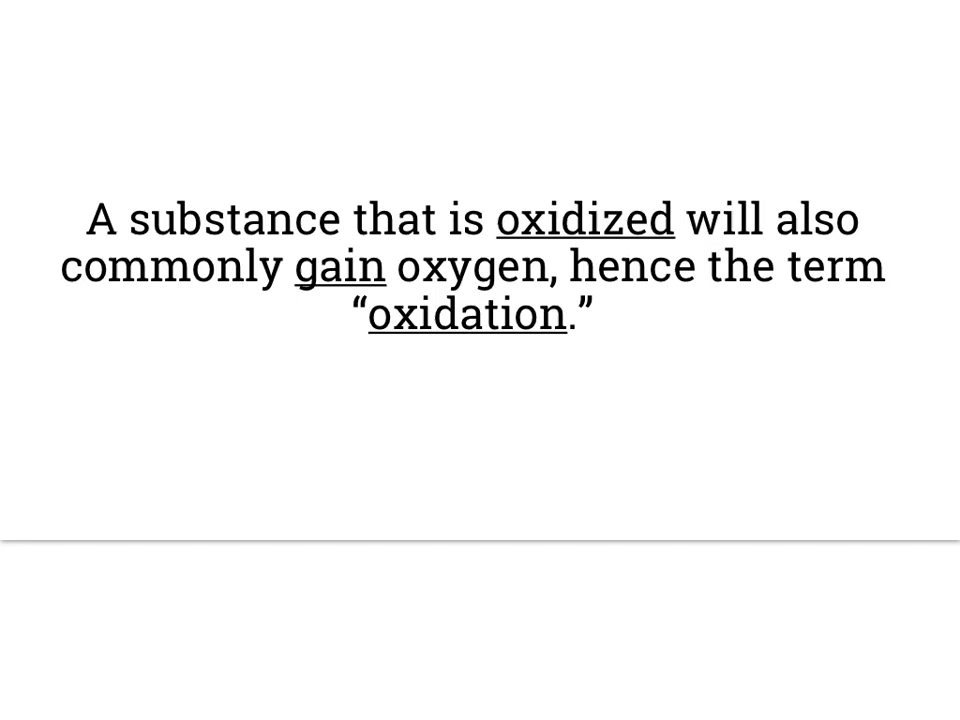 A substance that is oxidized will also
commonly gain oxygen, hence the term
“oxidation.”